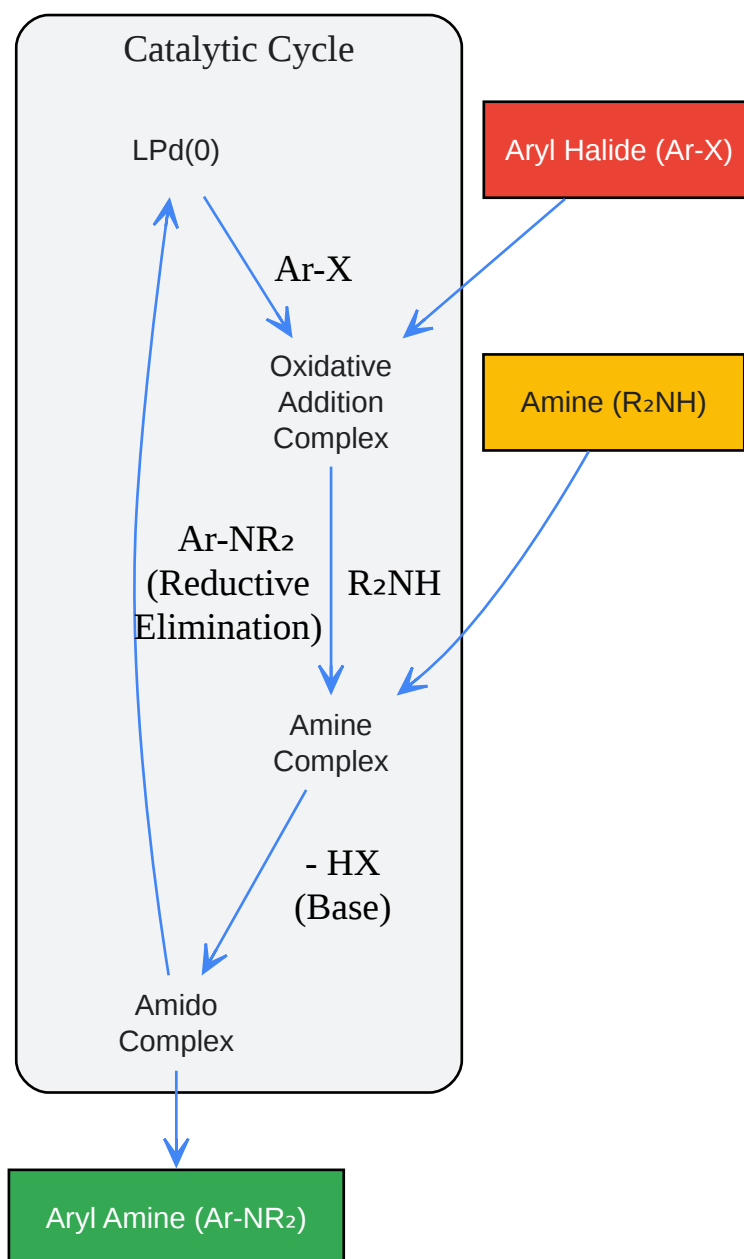 Catalytic Cycle
LPd(0)
Aryl Halide (Ar-X)
Ar-X
Oxidative
Addition
Complex
Amine (R₂NH)
Ar-NR₂
(Reductive
Elimination)
R₂NH
Amine
Complex
- HX
(Base)
Amido
Complex
Aryl Amine (Ar-NR₂)